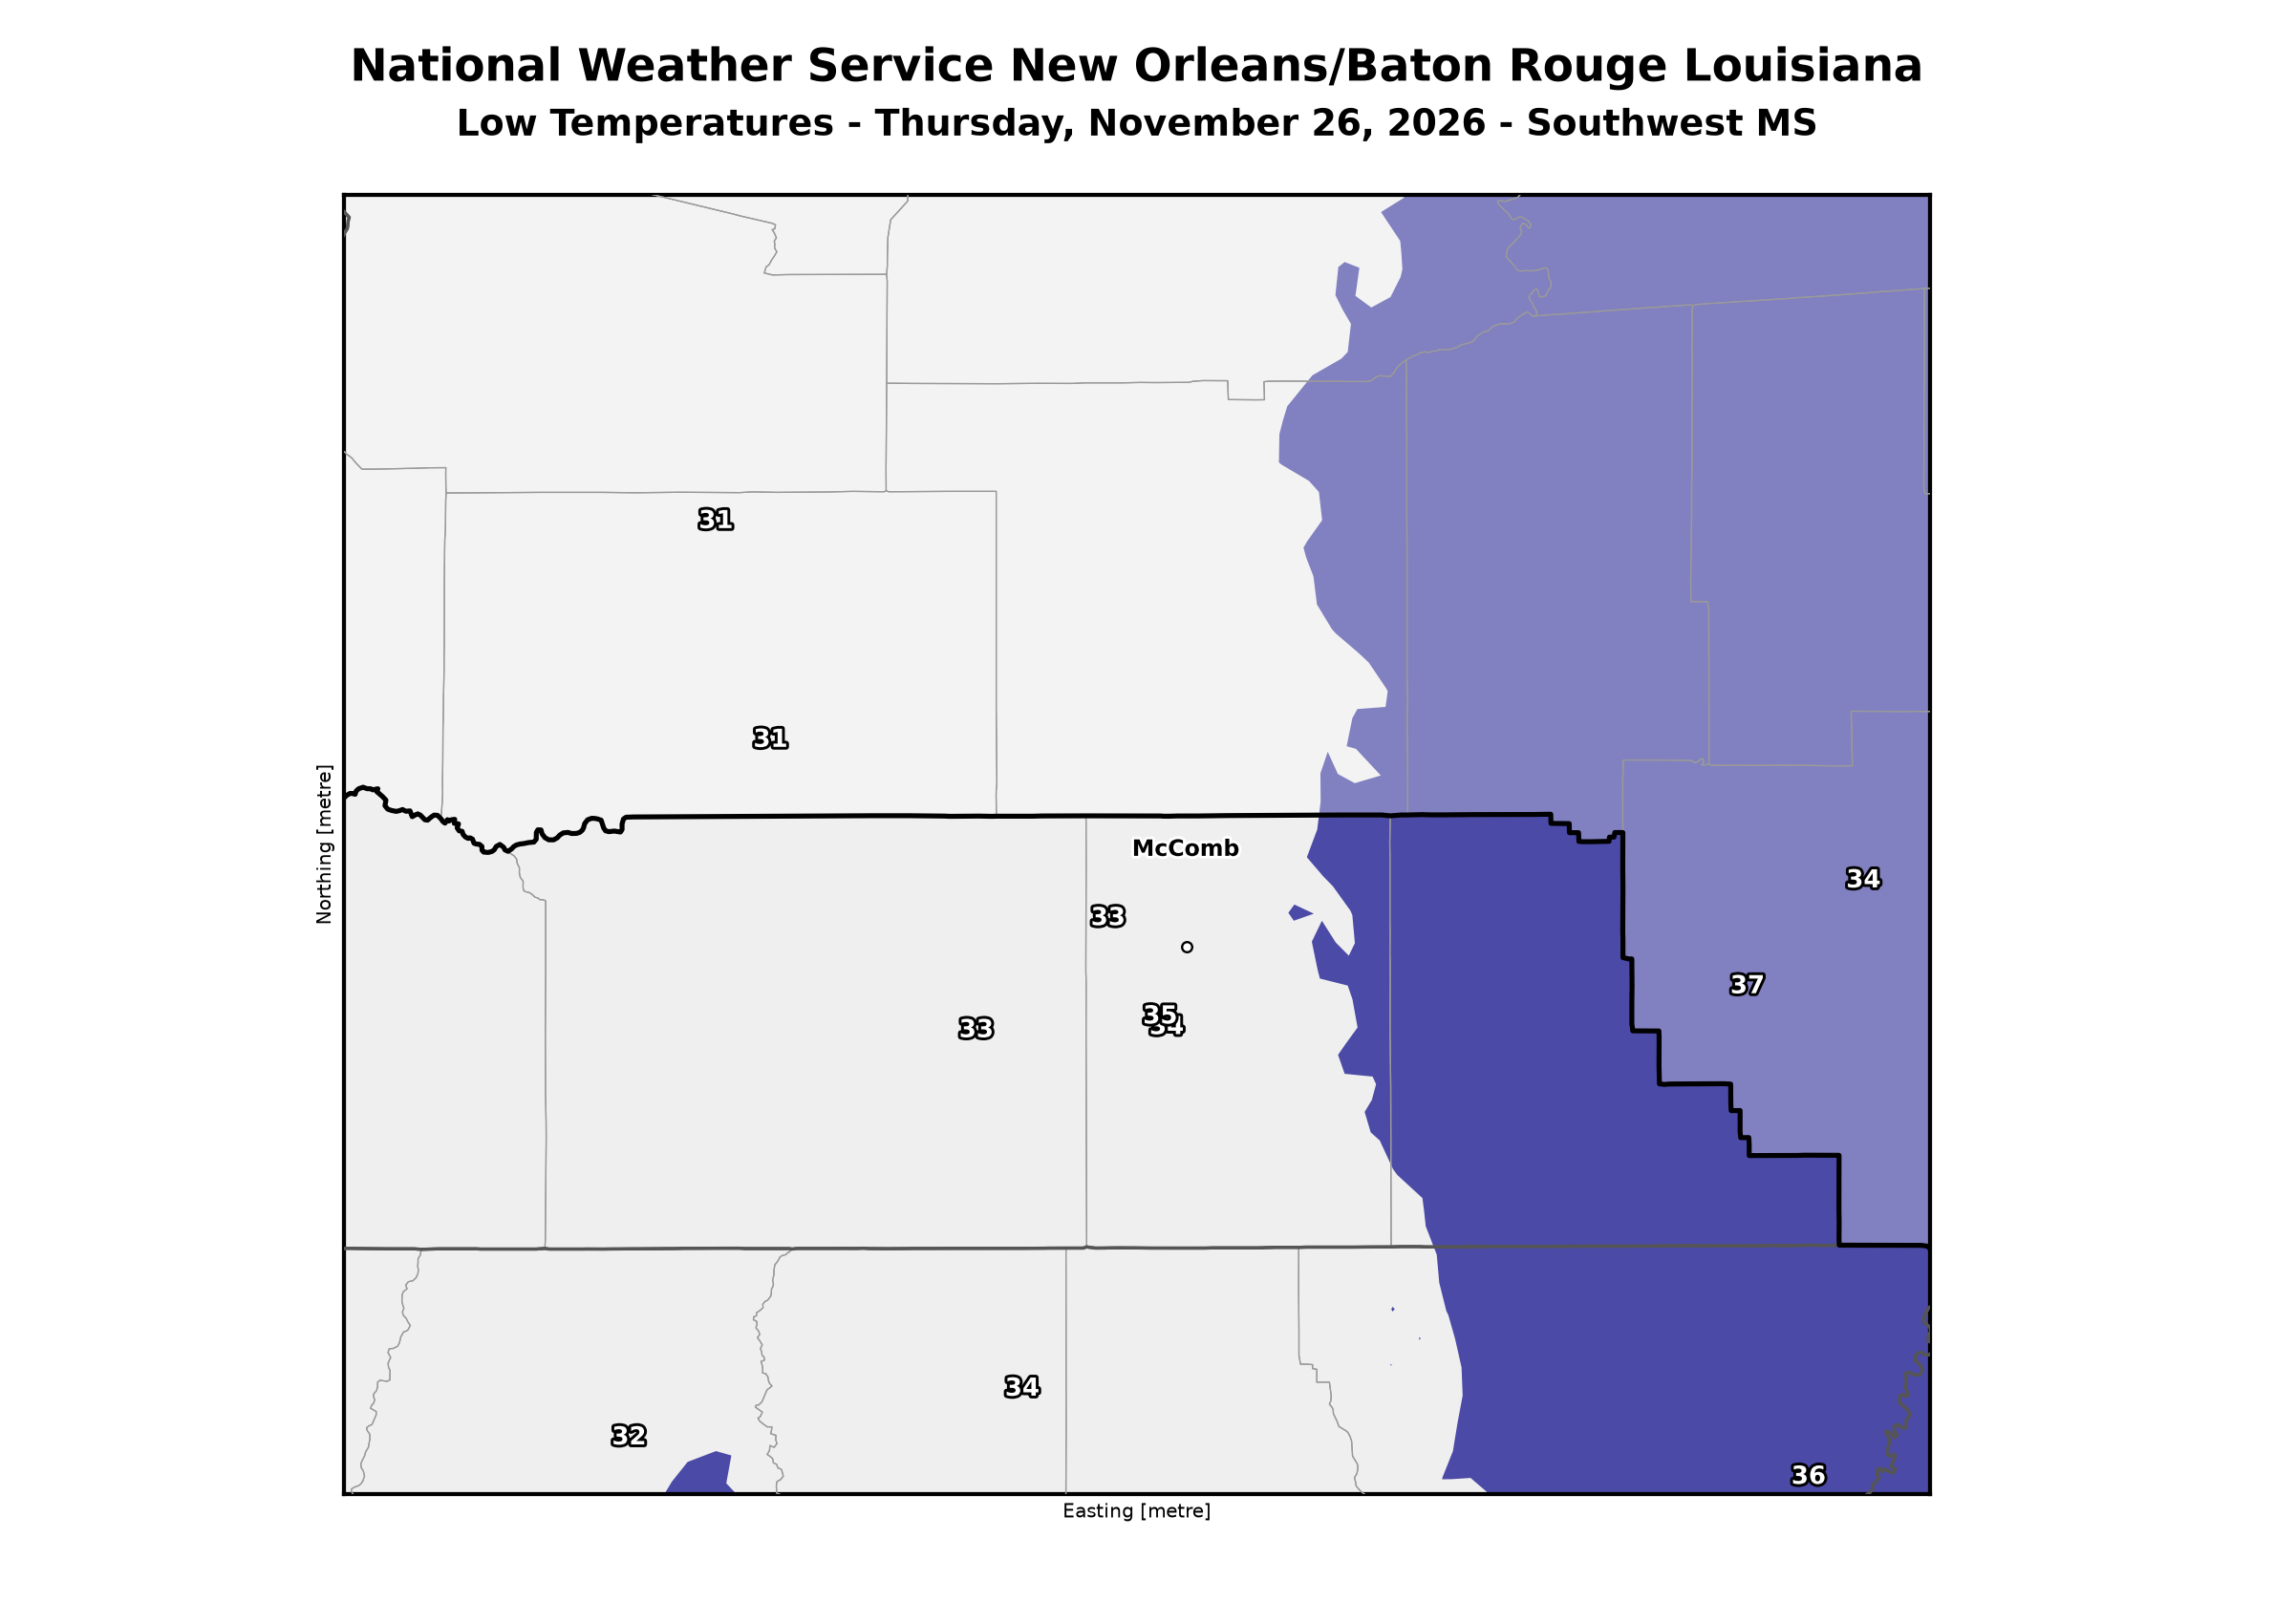 National Weather Service New Orleans/Baton Rouge Louisiana
Low Temperatures - Thursday, November 26, 2026 - Southwest MS
31
31
McComb
34
33
37
35
34
33
34
32
36
Northing [metre]
Easting [metre]